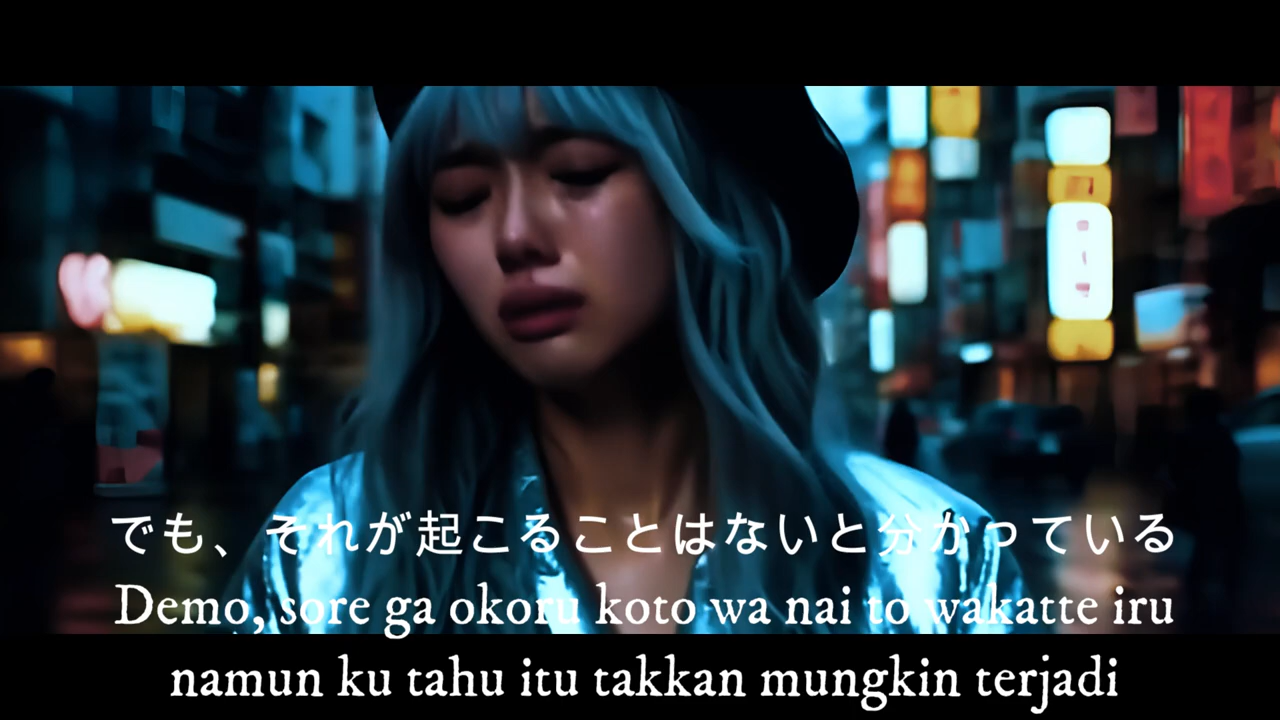 でも、それが起こることはないと分かっている
Demo, sore ga okoru koto wa nai to wakatte iru
namun ku tahu itu takkan mungkin terjadi